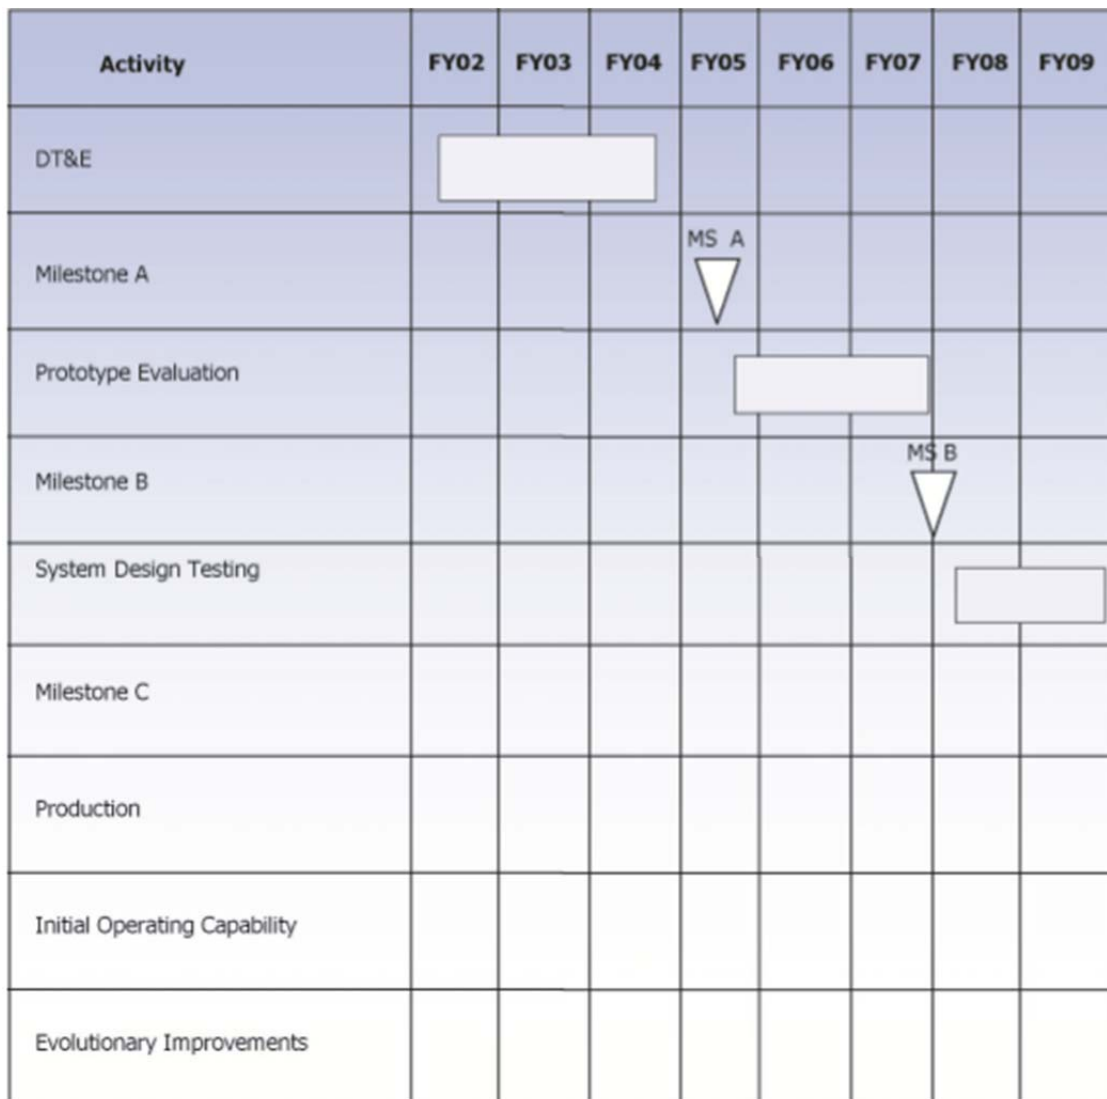 Activity FY02 FY03 FY04 FY05 FY06 FY07 FY08 FY09
DT&E
MS A
Milestone A
Prototype Evaluation
MS B
Milestone B
System Design Testing
Milestone C
Production
Initial Operating Capability
Evolutionary Improvements